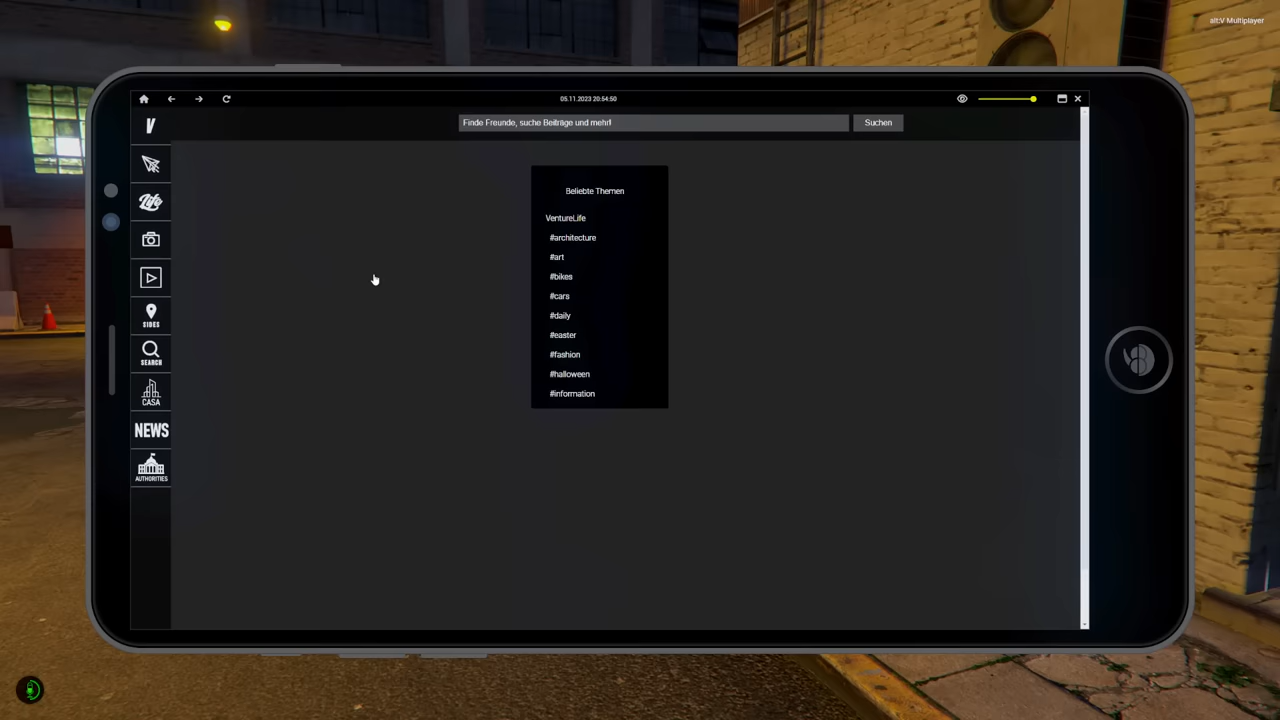 alt:V Multiplayer
05.11.2023 20:54:50
Finde Freunde, suche Beiträge und mehr!
Suchen
V
Life
SIDES
SEARCH
CASA
NEWS
AUTHORITIES
Beliebte Themen
VentureLife
#architecture
#art
#bikes
#cars
#daily
#easter
#fashion
#halloween
#information